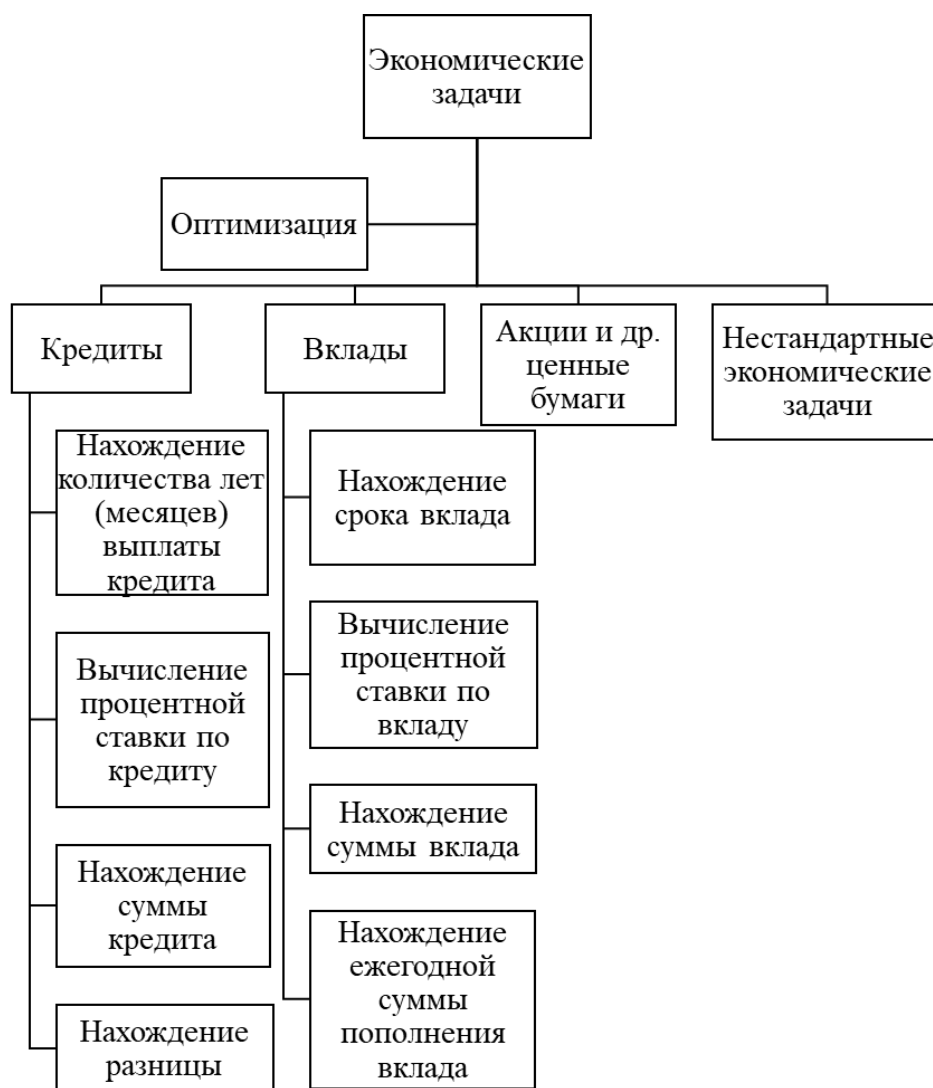 Экономические
задачи
Оптимизация
Кредиты
Вклады
Акции и др.
ценные
бумаги
Нестандартные
экономические
задачи
Нахождение
количества лет
(месяцев)
выплаты
кредита
Вычисление
процентной
ставки по
кредиту
Нахождение
суммы
кредита
Нахождение
разницы
Нахождение
срока вклада
Вычисление
процентной
ставки по
вкладу
Нахождение
суммы вклада
Нахождение
ежегодной
суммы
пополнения
вклада